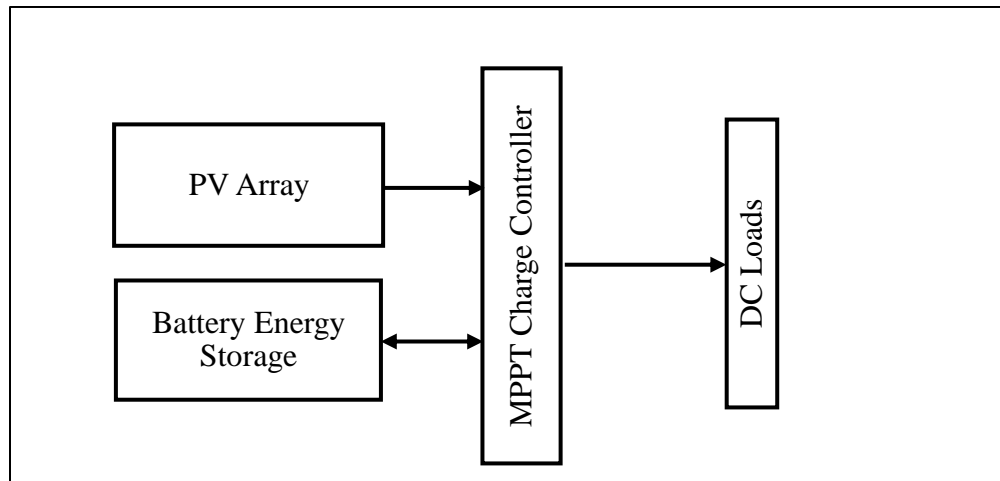 PV Array
Battery Energy
Storage
MPPT Charge Controller
DC Loads